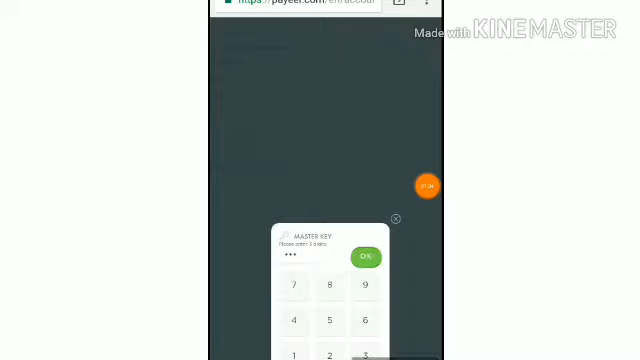 https://payeer.com/en/accour
Made with KINEMASTER
MASTER KEY
Please enter 3 digits
•••
OK
7 8 9
4 5 6
1 2 3